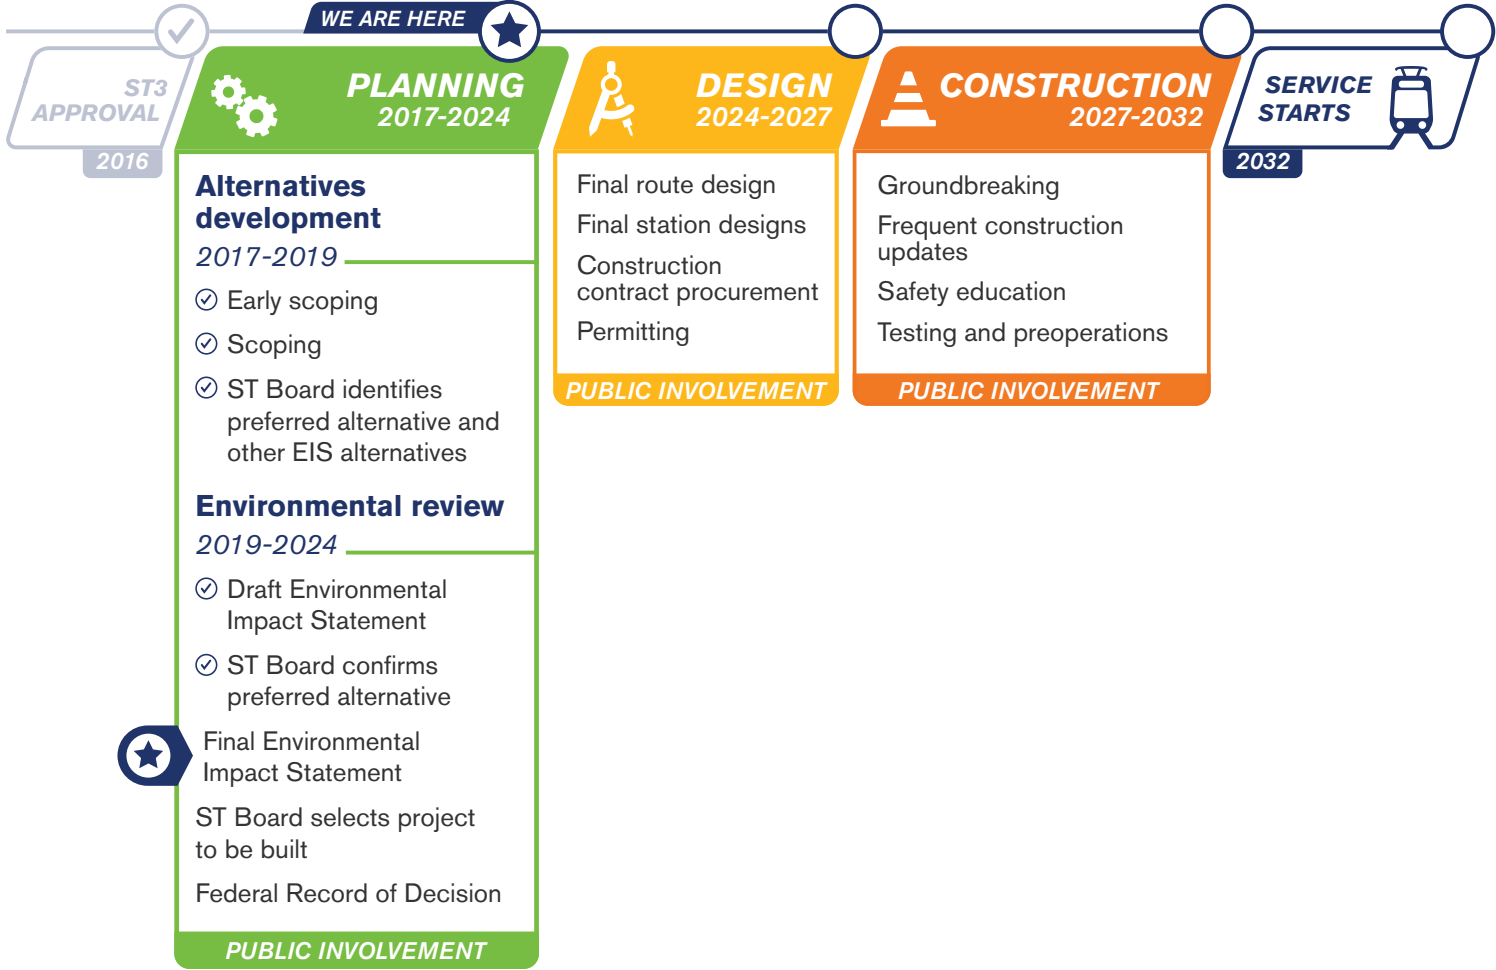 WE ARE HERE
ST3
APPROVAL
2016
PLANNING
2017-2024
Alternatives
development
2017-2019
Early scoping
Scoping
ST Board identifies
preferred alternative and
other EIS alternatives
Environmental review
2019-2024
Draft Environmental
Impact Statement
ST Board confirms
preferred alternative
Final Environmental
Impact Statement
ST Board selects project
to be built
Federal Record of Decision
PUBLIC INVOLVEMENT
DESIGN
2024-2027
Final route design
Final station designs
Construction
contract procurement
Permitting
PUBLIC INVOLVEMENT
CONSTRUCTION
2027-2032
Groundbreaking
Frequent construction
updates
Safety education
Testing and preoperations
PUBLIC INVOLVEMENT
SERVICE
STARTS
2032